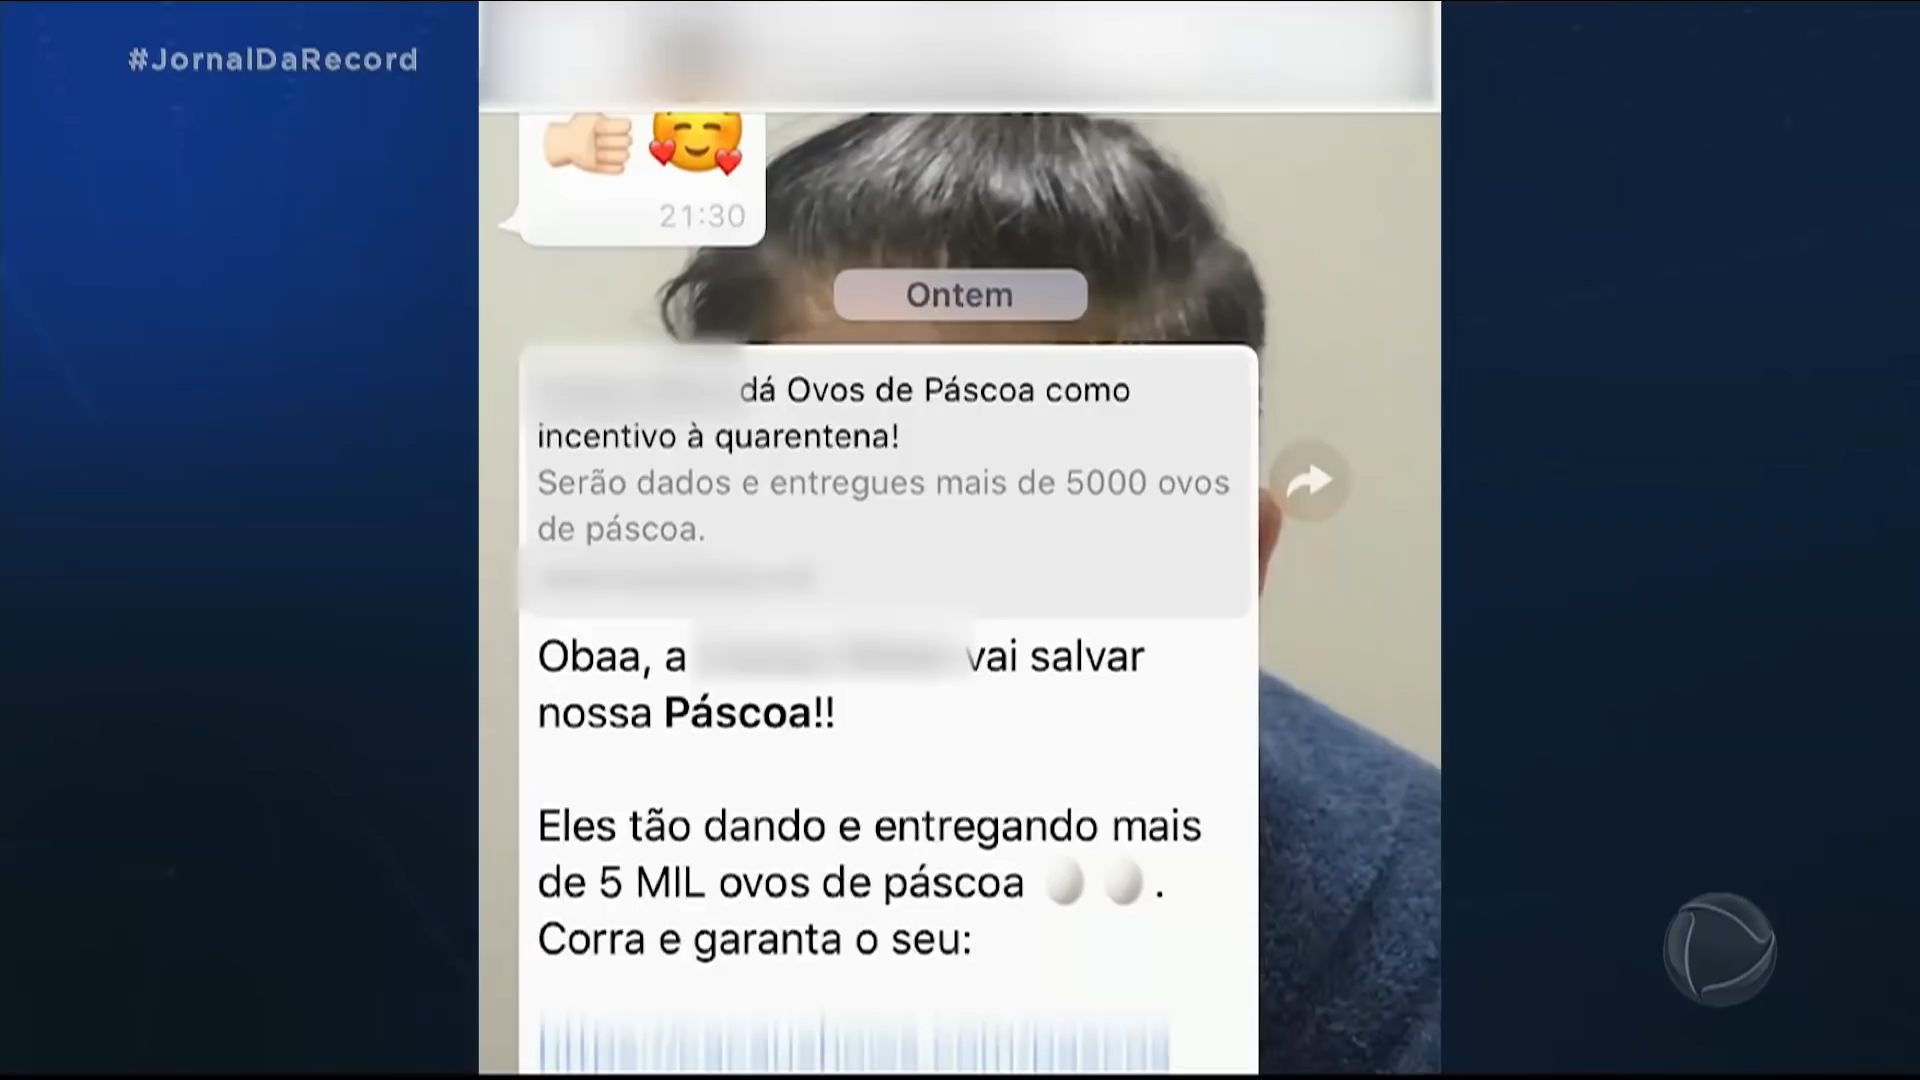 #JornalDaRecord
21:30
Ontem
dá Ovos de Páscoa como
incentivo à quarentena!
Serão dados e entregues mais de 5000 ovos
de páscoa.
Obaa, a vai salvar
nossa Páscoa!!
Eles tão dando e entregando mais
de 5 MIL ovos de páscoa .
Corra e garanta o seu: